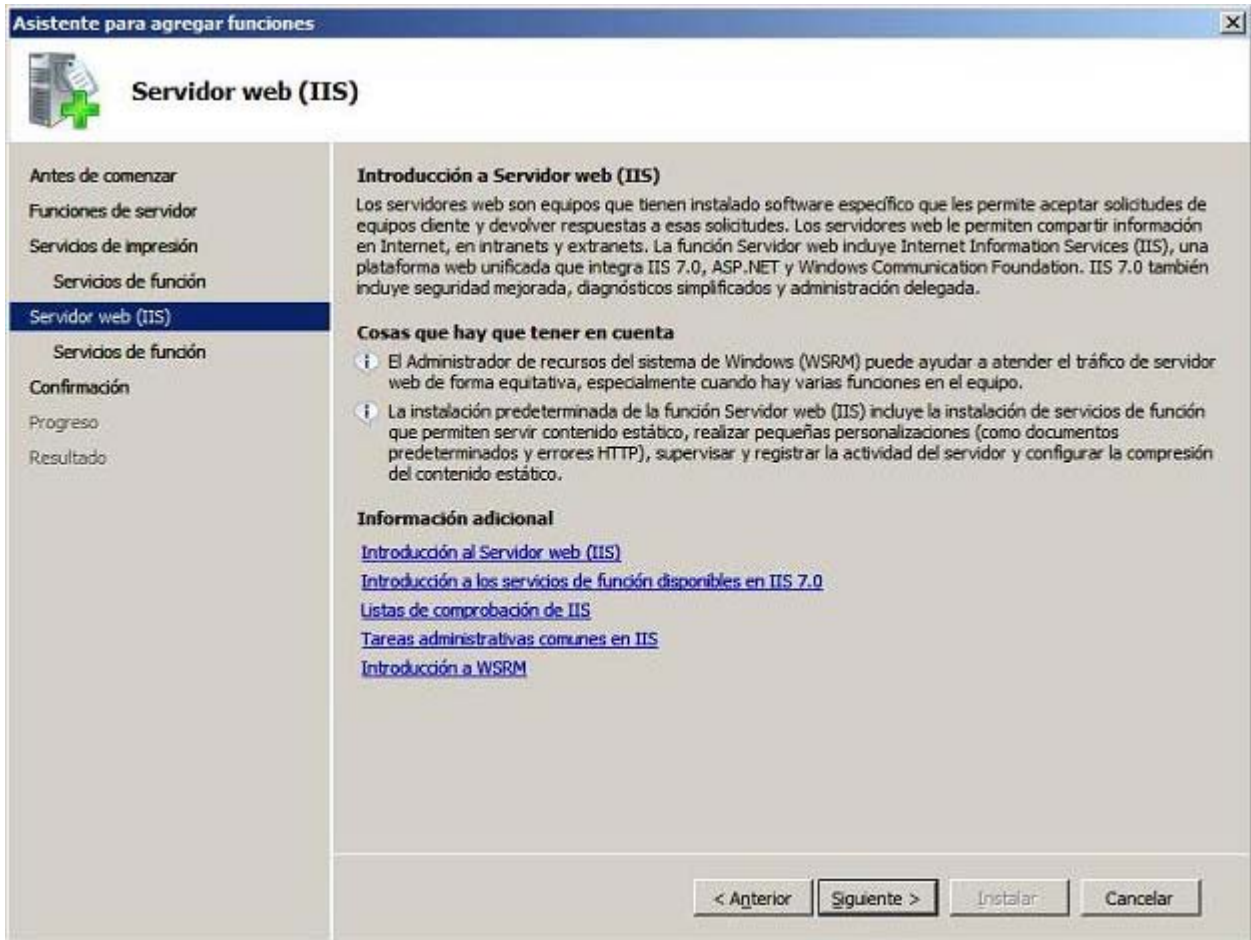 Asistente para agregar funciones
Servidor web (IIS)
Antes de comenzar
Funciones de servidor
Servicios de impresión
Servicios de función
Servidor web (IIS)
Servicios de función
Confirmación
Progreso
Resultado
Introducción a Servidor web (IIS)
Los servidores web son equipos que tienen instalado software específico que les permite aceptar solicitudes de
equipos cliente y devolver respuestas a esas solicitudes. Los servidores web le permiten compartir información
en Internet, en intranets y extranets. La función Servidor web incluye Internet Information Services (IIS), una
plataforma web unificada que integra IIS 7.0, ASP.NET y Windows Communication Foundation. IIS 7.0 también
incluye seguridad mejorada, diagnósticos simplificados y administración delegada.
Cosas que hay que tener en cuenta
El Administrador de recursos del sistema de Windows (WSRM) puede ayudar a atender el tráfico de servidor
web de forma equitativa, especialmente cuando hay varias funciones en el equipo.
La instalación predeterminada de la función Servidor web (IIS) incluye la instalación de servicios de función
que permiten servir contenido estático, realizar pequeñas personalizaciones (como documentos
predeterminados y errores HTTP), supervisar y registrar la actividad del servidor y configurar la compresión
del contenido estático.
Información adicional
Introducción al Servidor web (IIS)
Introducción a los servicios de función disponibles en IIS 7.0
Listas de comprobación de IIS
Tareas administrativas comunes en IIS
Introducción a WSRM
< Anterior
Siguiente >
Instalar
Cancelar